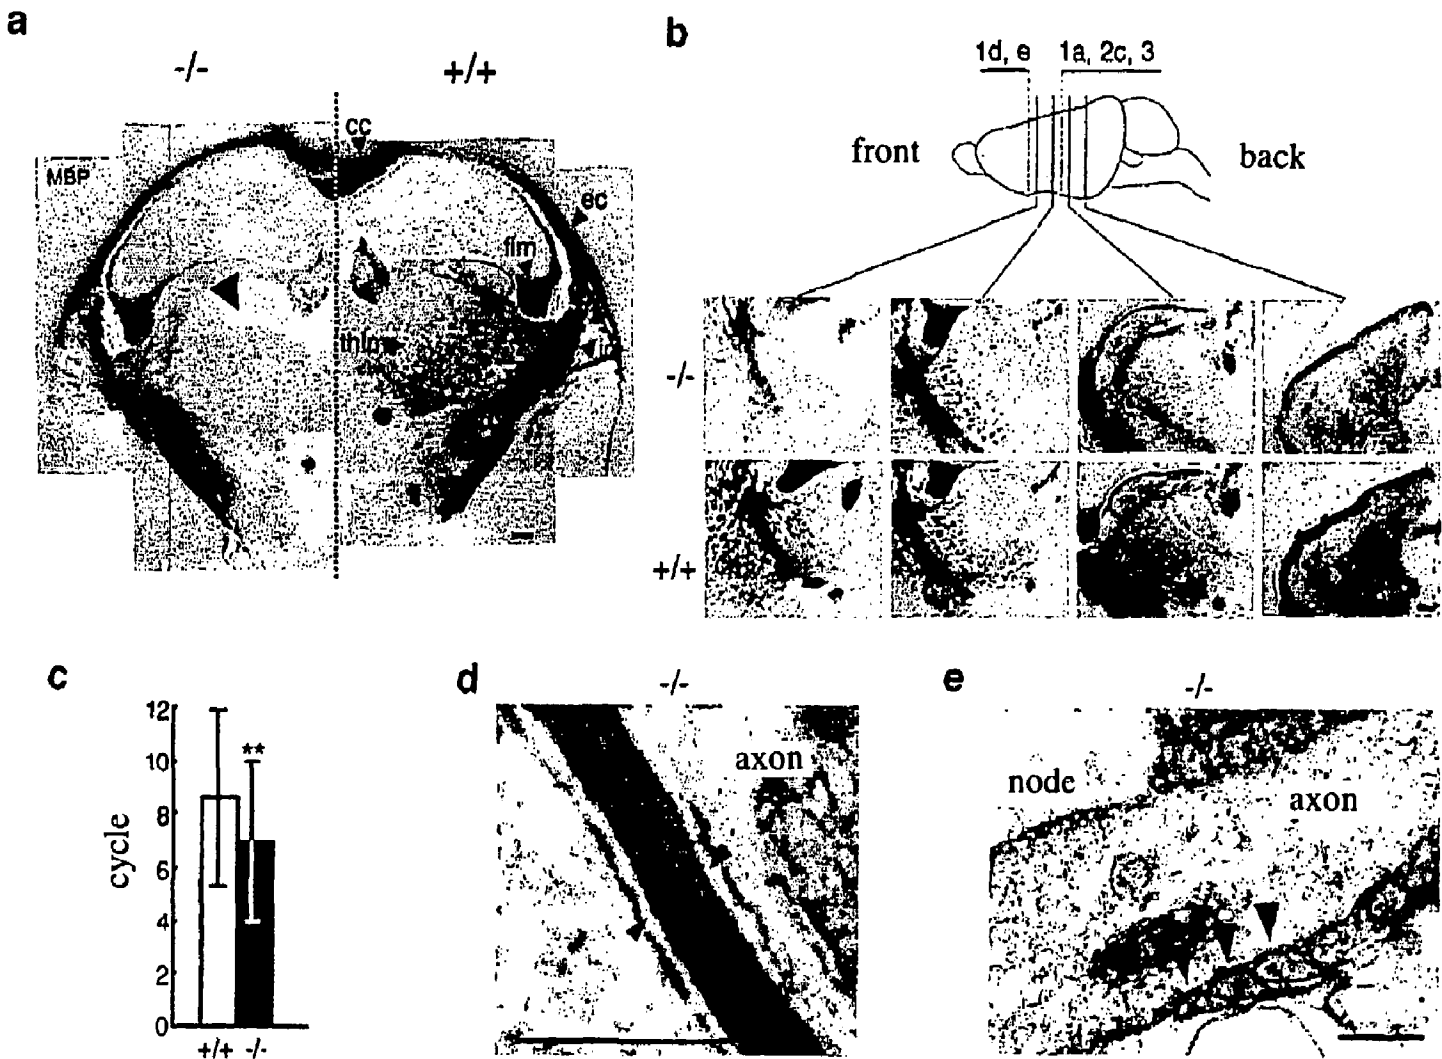 a
-/-
+/+
MBP
cc
ec
fim
thlm
b
1d, e
1a, 2c, 3
front
back
-/-
+/+
c
12
10
8
6
4
2
0
cycle
**
+/+
-/-
d
-/-
axon
e
-/-
node
axon